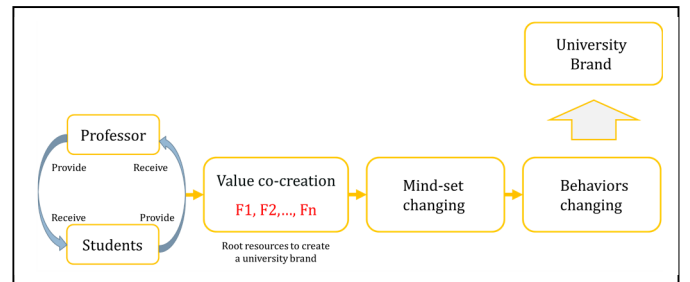 University
Brand
Professor
Provide
Receive
Receive
Provide
Students
Value co-creation
F1, F2,..., Fn
Root resources to create
a university brand
Mind-set
changing
Behaviors
changing